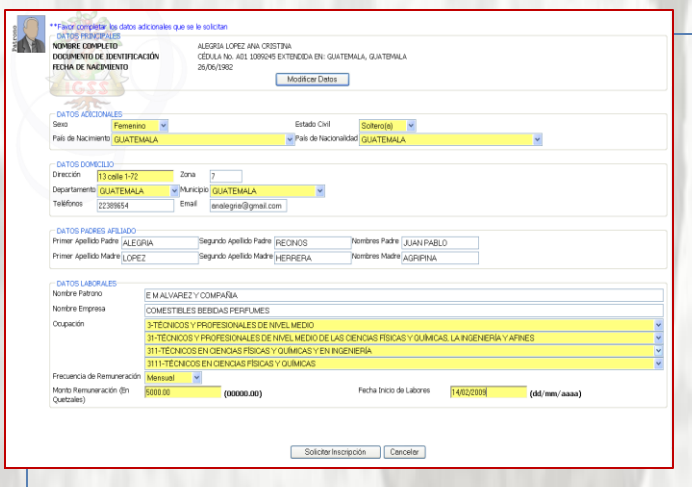 Patrono
**Favor completar los datos adicionales que se le solicitan
DATOS PRINCIPALES
NOMBRE COMPLETO ALEGRIA LOPEZ ANA CRISTINA
DOCUMENTO DE IDENTIFICACIÓN CÉDULA No. A01 1009245 EXTENDIDA EN: GUATEMALA, GUATEMALA
FECHA DE NACIMIENTO 26/06/1982
Modificar Datos
IGSS
DATOS ADICIONALES
Sexo Femenino Estado Civil Soltero(a)
País de Nacimiento GUATEMALA País de Nacionalidad GUATEMALA
DATOS DOMICILIO
Dirección 13 calle 1-72 Zona 7
Departamento GUATEMALA Municipio GUATEMALA
Teléfonos 22389654 Email analegria@gmail.com
DATOS PADRES AFILIADO
Primer Apellido Padre ALEGRIA Segundo Apellido Padre RECINOS Nombres Padre JUAN PABLO
Primer Apellido Madre LOPEZ Segundo Apellido Madre HERRERA Nombres Madre AGRIPINA
DATOS LABORALES
Nombre Patrono E M ALVAREZ Y COMPAÑIA
Nombre Empresa COMESTIBLES BEBIDAS PERFUMES
Ocupación 3-TÉCNICOS Y PROFESIONALES DE NIVEL MEDIO
31-TÉCNICOS Y PROFESIONALES DE NIVEL MEDIO DE LAS CIENCIAS FÍSICAS Y QUÍMICAS, LA INGENIERÍA Y AFINES
311-TÉCNICOS EN CIENCIAS FÍSICAS Y QUÍMICAS Y EN INGENIERÍA
3111-TÉCNICOS EN CIENCIAS FÍSICAS Y QUÍMICAS
Frecuencia de Remuneración Mensual
Monto Remuneración (En Quetzales) 5000.00 (00000.00) Fecha Inicio de Labores 14/02/2009 (dd/mm/aaaa)
Solicitar Inscripción Cancelar